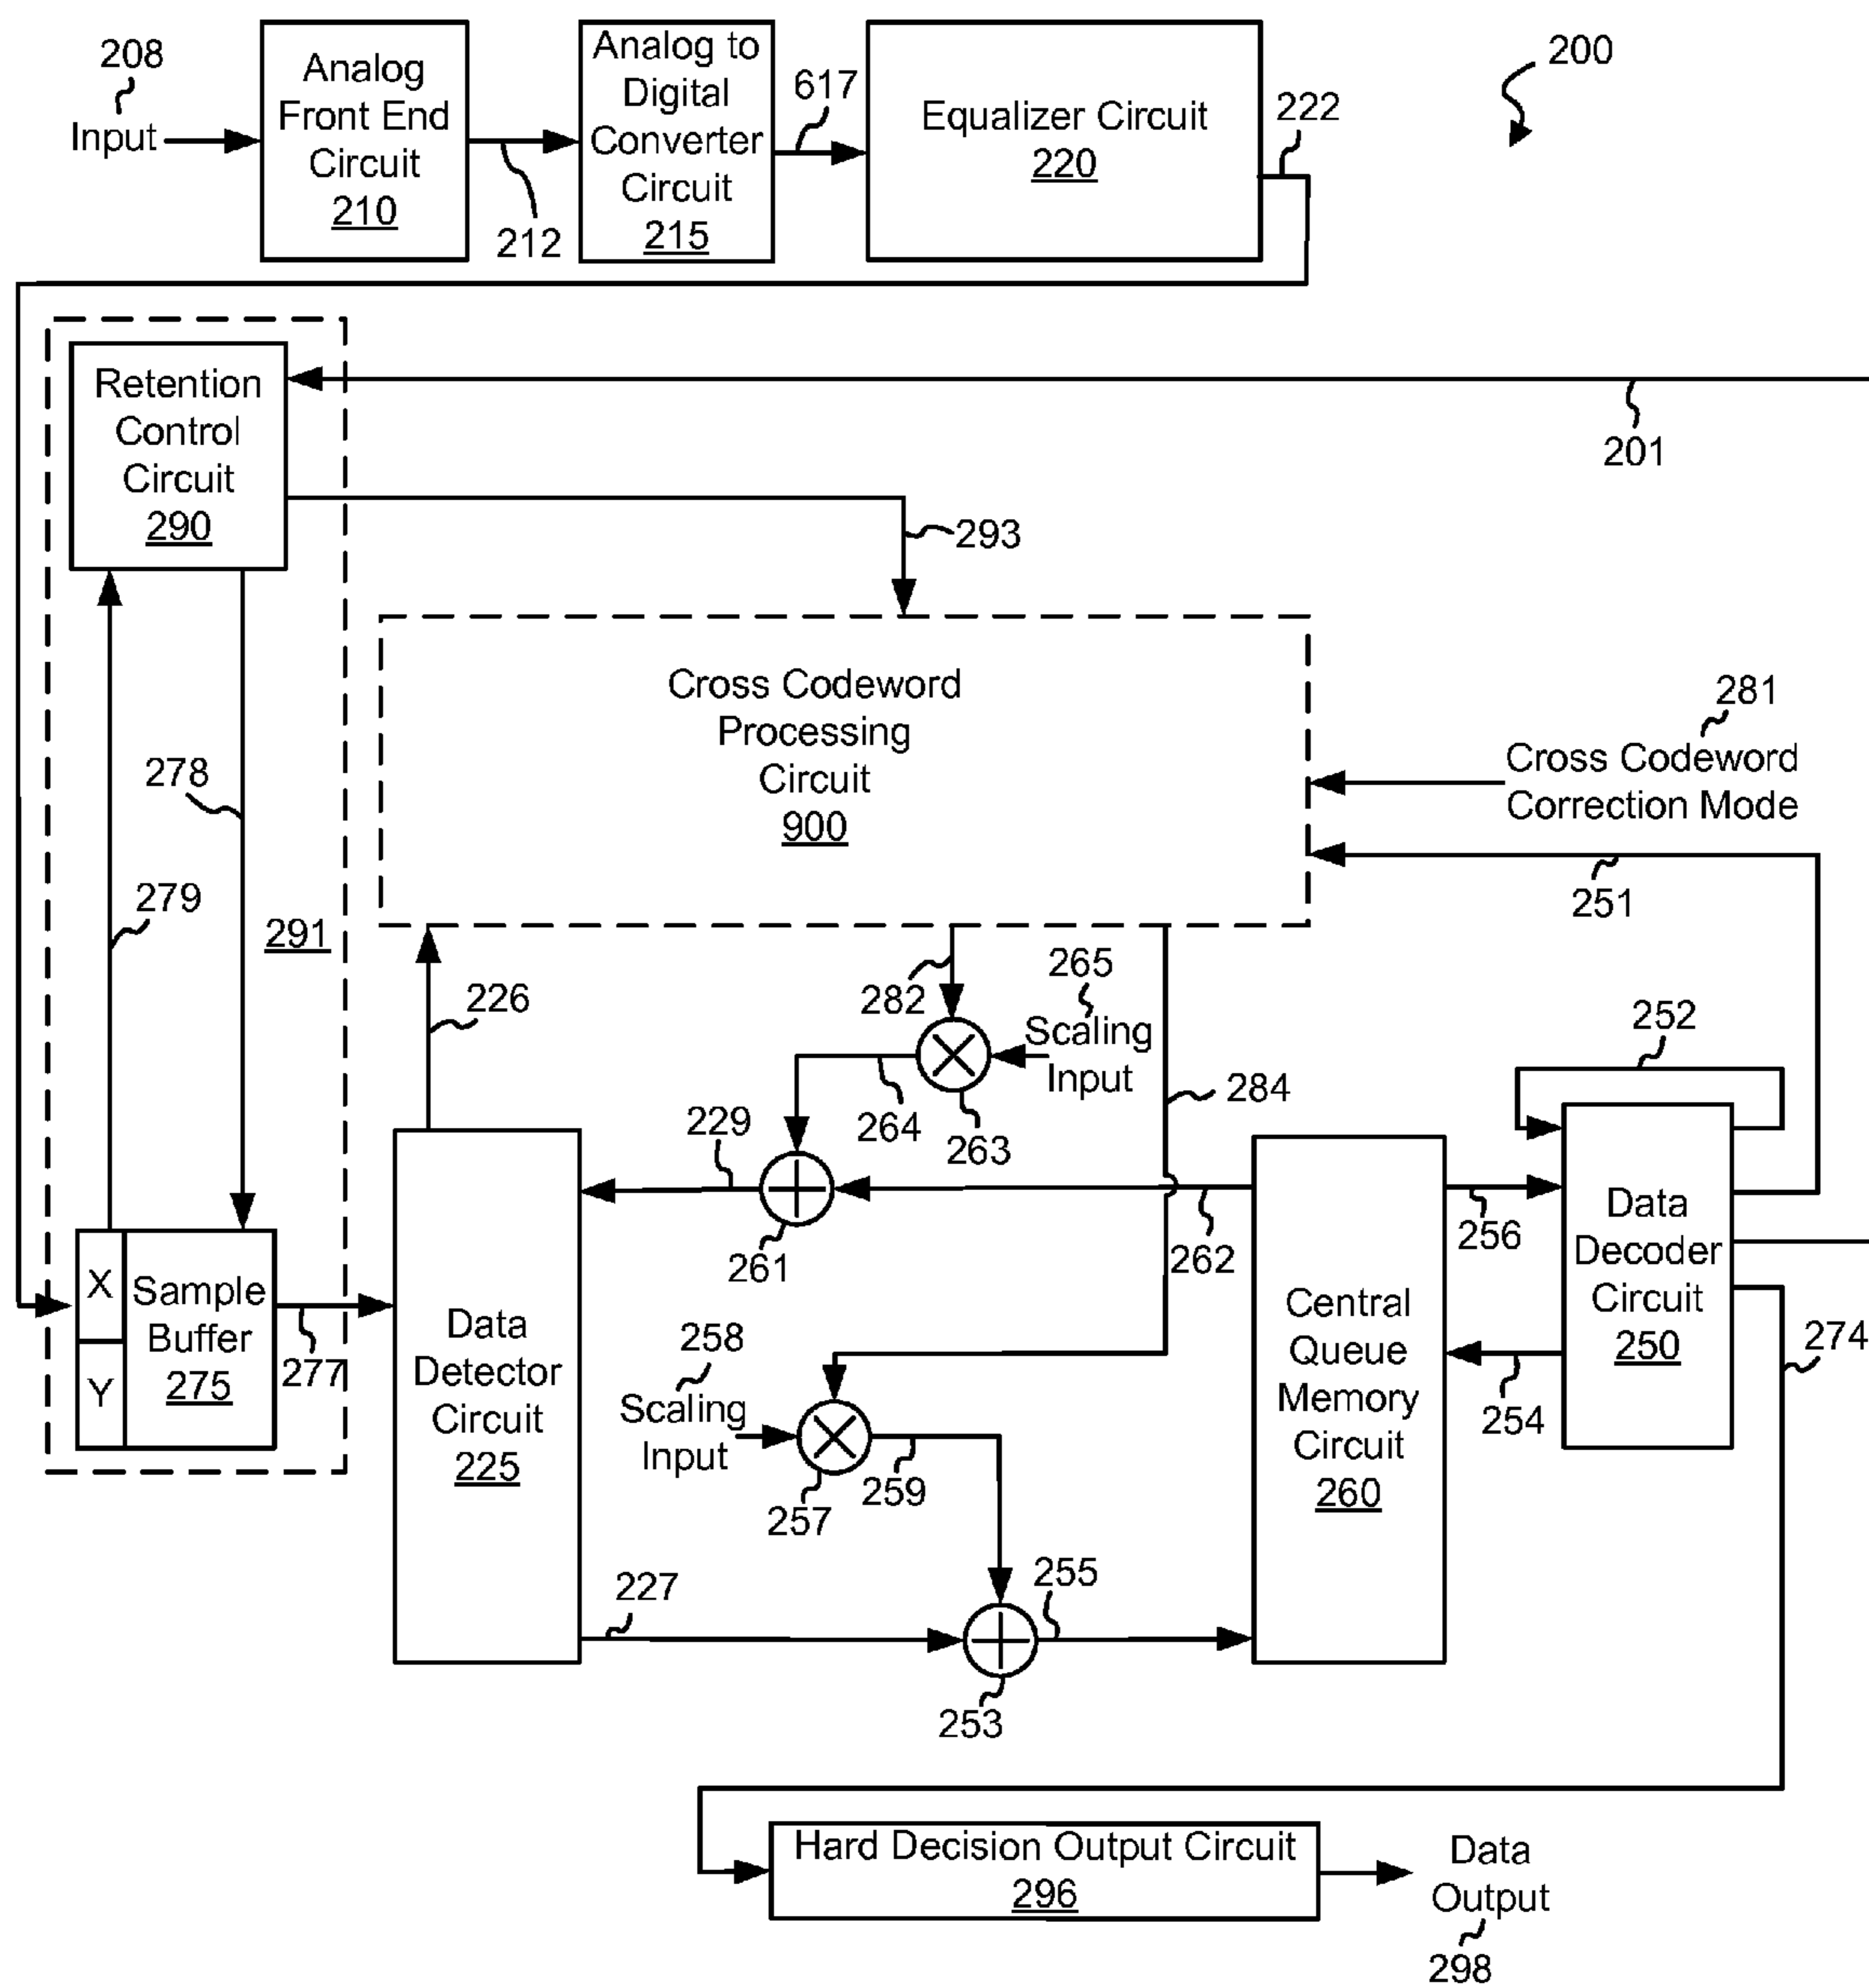 208
Input
Analog
Front End
Circuit
210
212
Analog to
Digital
Converter
Circuit
215
617
Equalizer Circuit
220
222
200
Retention
Control
Circuit
290
201
293
Cross Codeword
Processing
Circuit
900
281
Cross Codeword
Correction Mode
251
278
279
291
226
282
265
Scaling
Input
264
263
284
252
229
261
262
256
Data
Decoder
Circuit
250
X
Y
Sample
Buffer
275
277
Data
Detector
Circuit
225
258
Scaling
Input
257
259
Central
Queue
Memory
Circuit
260
254
274
227
255
253
Hard Decision Output Circuit
296
Data
Output
298